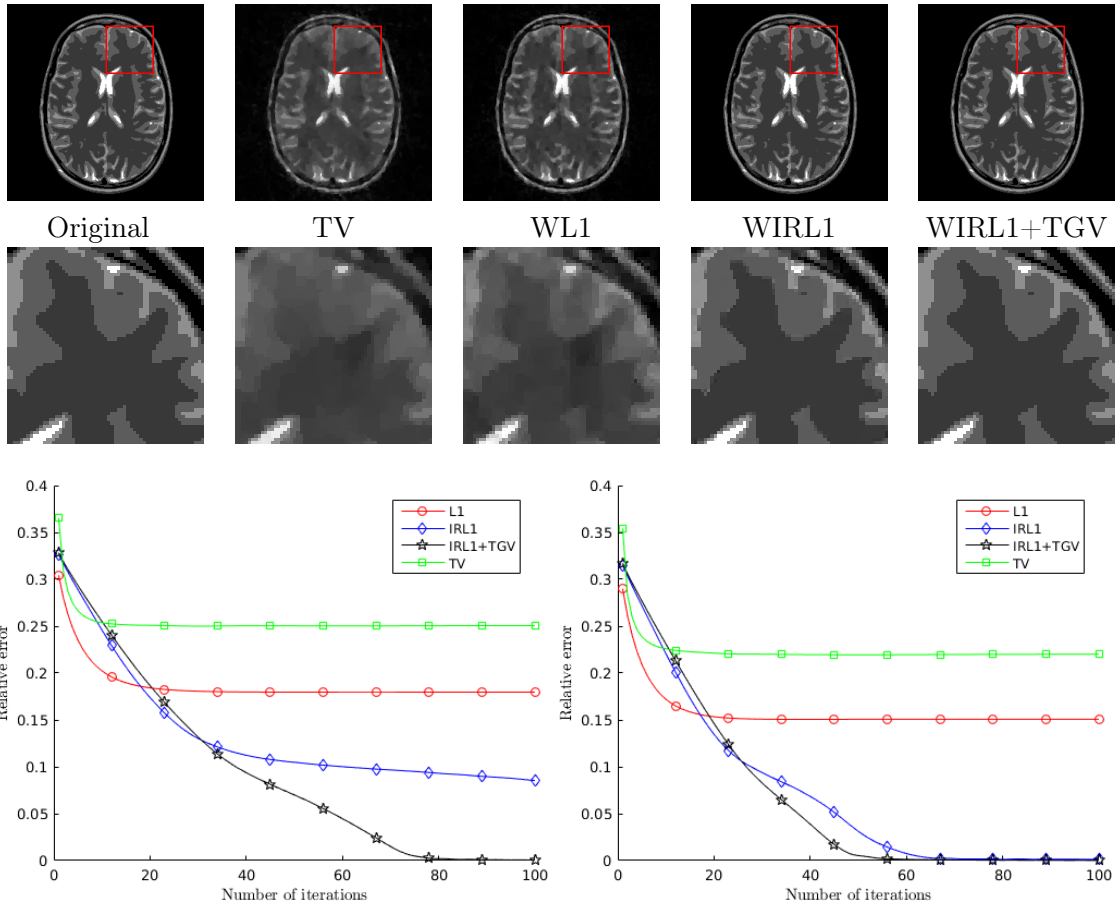 Original TV WL1 WIRL1 WIRL1+TGV
0.4
0.35
0.3
0.25
0.2
0.15
0.1
0.05
0
Relative error
L1
IRL1
IRL1+TGV
TV
0 20 40 60 80 100
Number of iterations
0.4
0.35
0.3
0.25
0.2
0.15
0.1
0.05
0
Relative error
L1
IRL1
IRL1+TGV
TV
0 20 40 60 80 100
Number of iterations